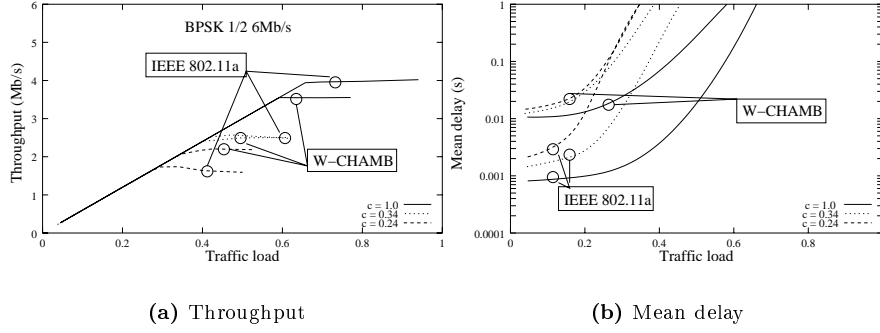 BPSK 1/2 6Mb/s
IEEE 802.11a
W−CHAMB
c = 1.0
c = 0.34
c = 0.24
Throughput (Mb/s)
6
5
4
3
2
1
0
0
0.2
0.4
0.6
0.8
1
Traffic load
(a) Throughput
W−CHAMB
IEEE 802.11a
c = 1.0
c = 0.34
c = 0.24
Mean delay (s)
1
0.1
0.01
0.001
0.0001
0
0.2
0.4
0.6
0.8
Traffic load
(b) Mean delay